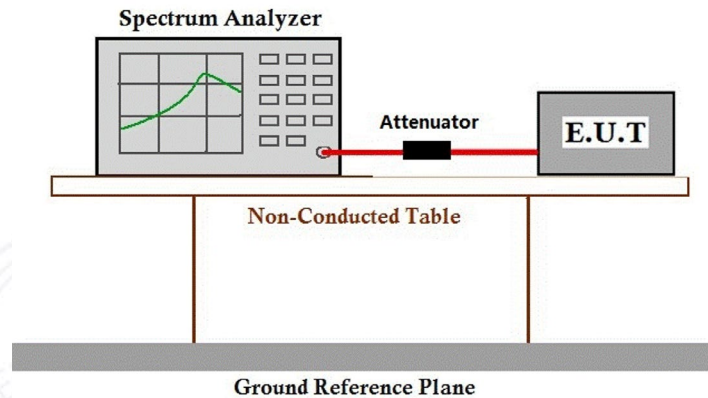 Spectrum Analyzer
Attenuator
E.U.T
Non-Conducted Table
Ground Reference Plane